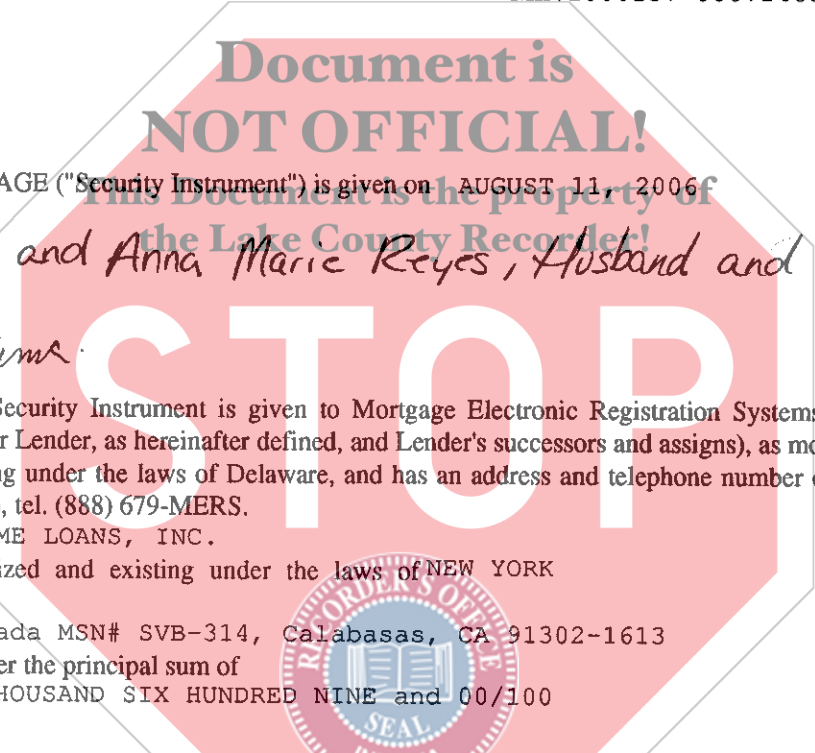 Document is
NOT OFFICIAL!
AGE ("Security Instrument") is given on AUGUST 11, 2006
This Document is the property of
the Lake County Recorder!
and Anna Marie Reyes, Husband and
STOP
Security Instrument is given to Mortgage Electronic Registration Systems
r Lender, as hereinafter defined, and Lender's successors and assigns), as mo
ng under the laws of Delaware, and has an address and telephone number
, tel. (888) 679-MERS.
ME LOANS, INC.
ized and existing under the laws of NEW YORK
RECORDER'S OFFICE
ada MSN# SVB-314, Calabasas, CA 91302-1613
er the principal sum of
HOUSAND SIX HUNDRED NINE and 00/100
SEAL